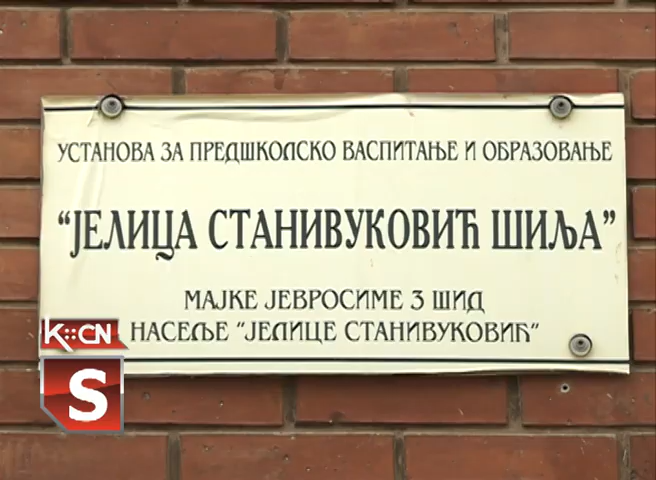 УСТАНОВА ЗА ПРЕДШКОЛСКО ВАСПИТАЊЕ И ОБРАЗОВАЊЕ
“ЈЕЛИЦА СТАНИВУКОВИЋ ШИЉА”
МАЈКЕ ЈЕВРОСИМЕ 3 ШИД
НАСЕЉЕ "ЈЕЛИЦЕ СТАНИВУКОВИЋ"
K::CN
S